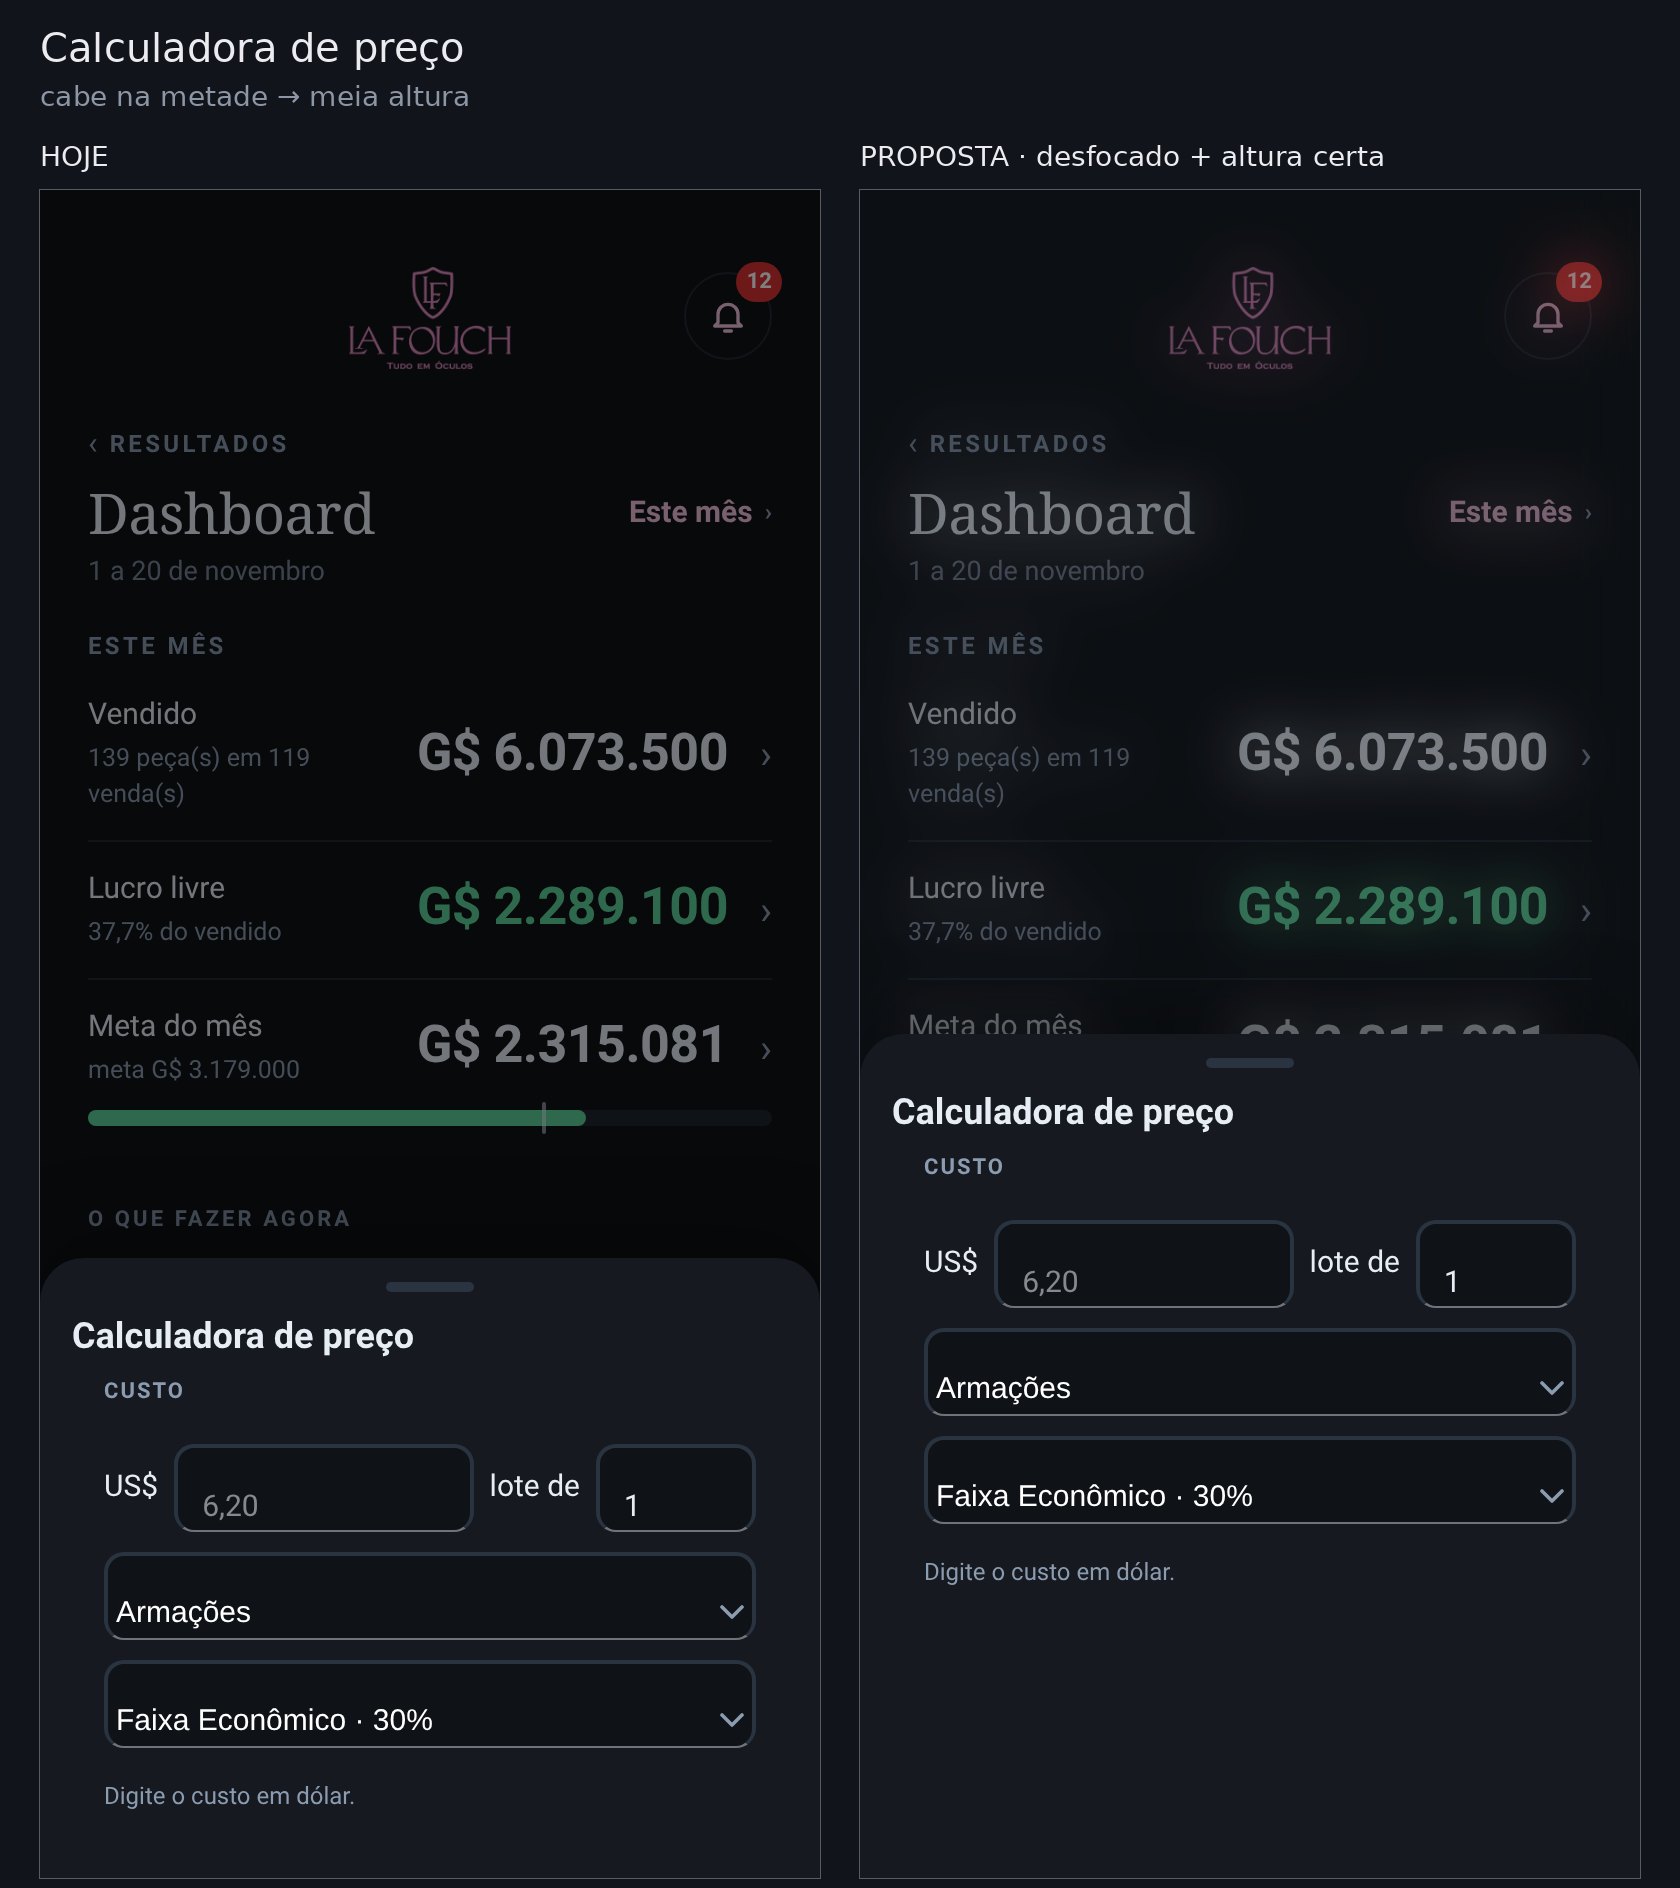 Calculadora de preço
cabe na metade → meia altura
HOJE
LF
LA FOUCH
TUDO EM ÓCULOS
12
‹ RESULTADOS
Dashboard
Este mês ›
1 a 20 de novembro
ESTE MÊS
Vendido
139 peça(s) em 119
venda(s)
G$ 6.073.500 ›
Lucro livre
37,7% do vendido
G$ 2.289.100 ›
Meta do mês
meta G$ 3.179.000
G$ 2.315.081 ›
O QUE FAZER AGORA
Calculadora de preço
CUSTO
US$ 6,20 lote de 1
Armações
Faixa Econômico · 30%
Digite o custo em dólar.
PROPOSTA · desfocado + altura certa
LF
LA FOUCH
TUDO EM ÓCULOS
12
‹ RESULTADOS
Dashboard
Este mês ›
1 a 20 de novembro
ESTE MÊS
Vendido
139 peça(s) em 119
venda(s)
G$ 6.073.500 ›
Lucro livre
37,7% do vendido
G$ 2.289.100 ›
Meta do mês
G$ 2.315.081
Calculadora de preço
CUSTO
US$ 6,20 lote de 1
Armações
Faixa Econômico · 30%
Digite o custo em dólar.